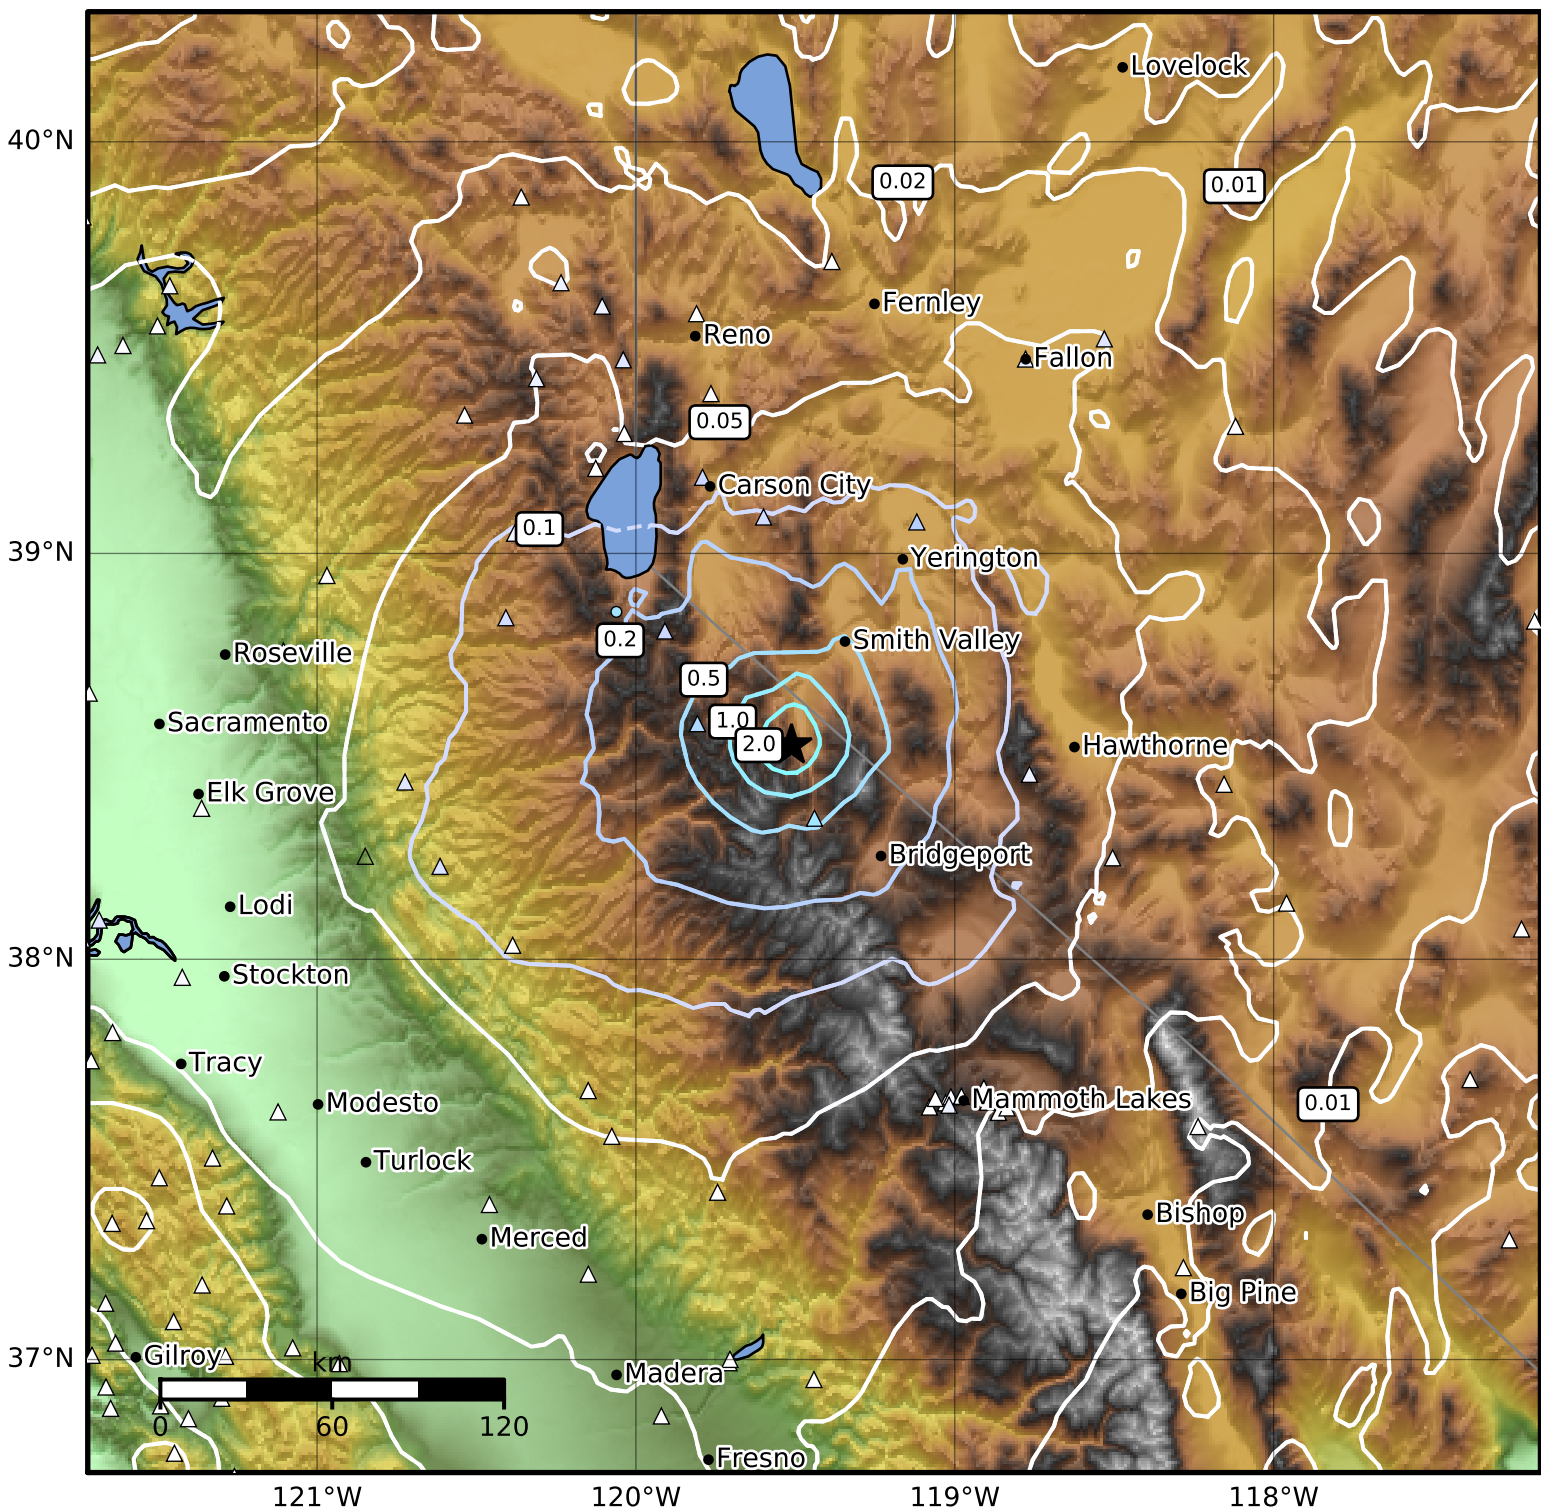 Lovelock
40°N
0.02
0.01
Fernley
Reno
Fallon
0.05
Carson City
0.1
39°N
Yerington
0.2
Smith Valley
Roseville
0.5
Sacramento
1.0
2.0
Hawthorne
Elk Grove
Bridgeport
Lodi
38°N
Stockton
Tracy
Modesto
Mammoth Lakes
0.01
Turlock
Bishop
Merced
Big Pine
37°N
Gilroy
km
Madera
0
60
120
Fresno
121°W
120°W
119°W
118°W